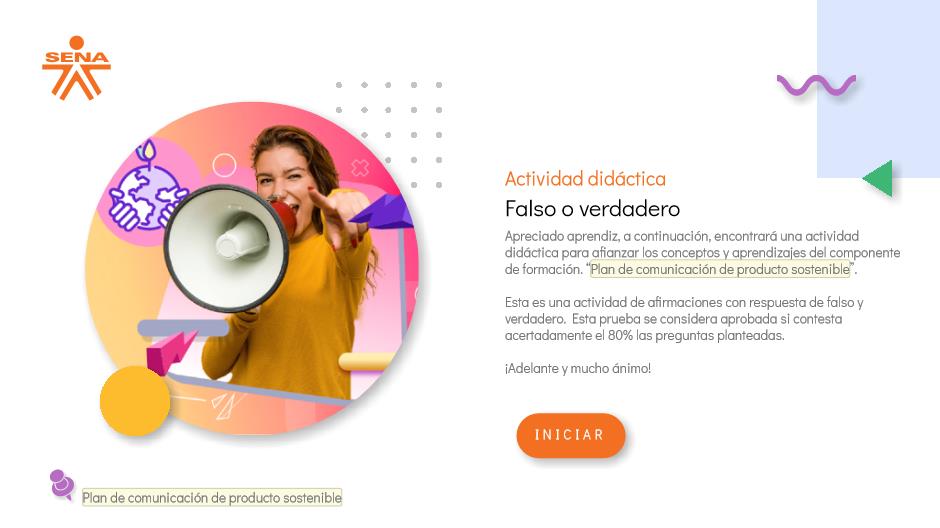 SENA
Actividad didáctica
Falso o verdadero
Apreciado aprendiz, a continuación, encontrará una actividad
didáctica para afianzar los conceptos y aprendizajes del componente
de formación. “Plan de comunicación de producto sostenible”.
Esta es una actividad de afirmaciones con respuesta de falso y
verdadero. Esta prueba se considera aprobada si contesta
acertadamente el 80% las preguntas planteadas.
¡Adelante y mucho ánimo!
INICIAR
Plan de comunicación de producto sostenible